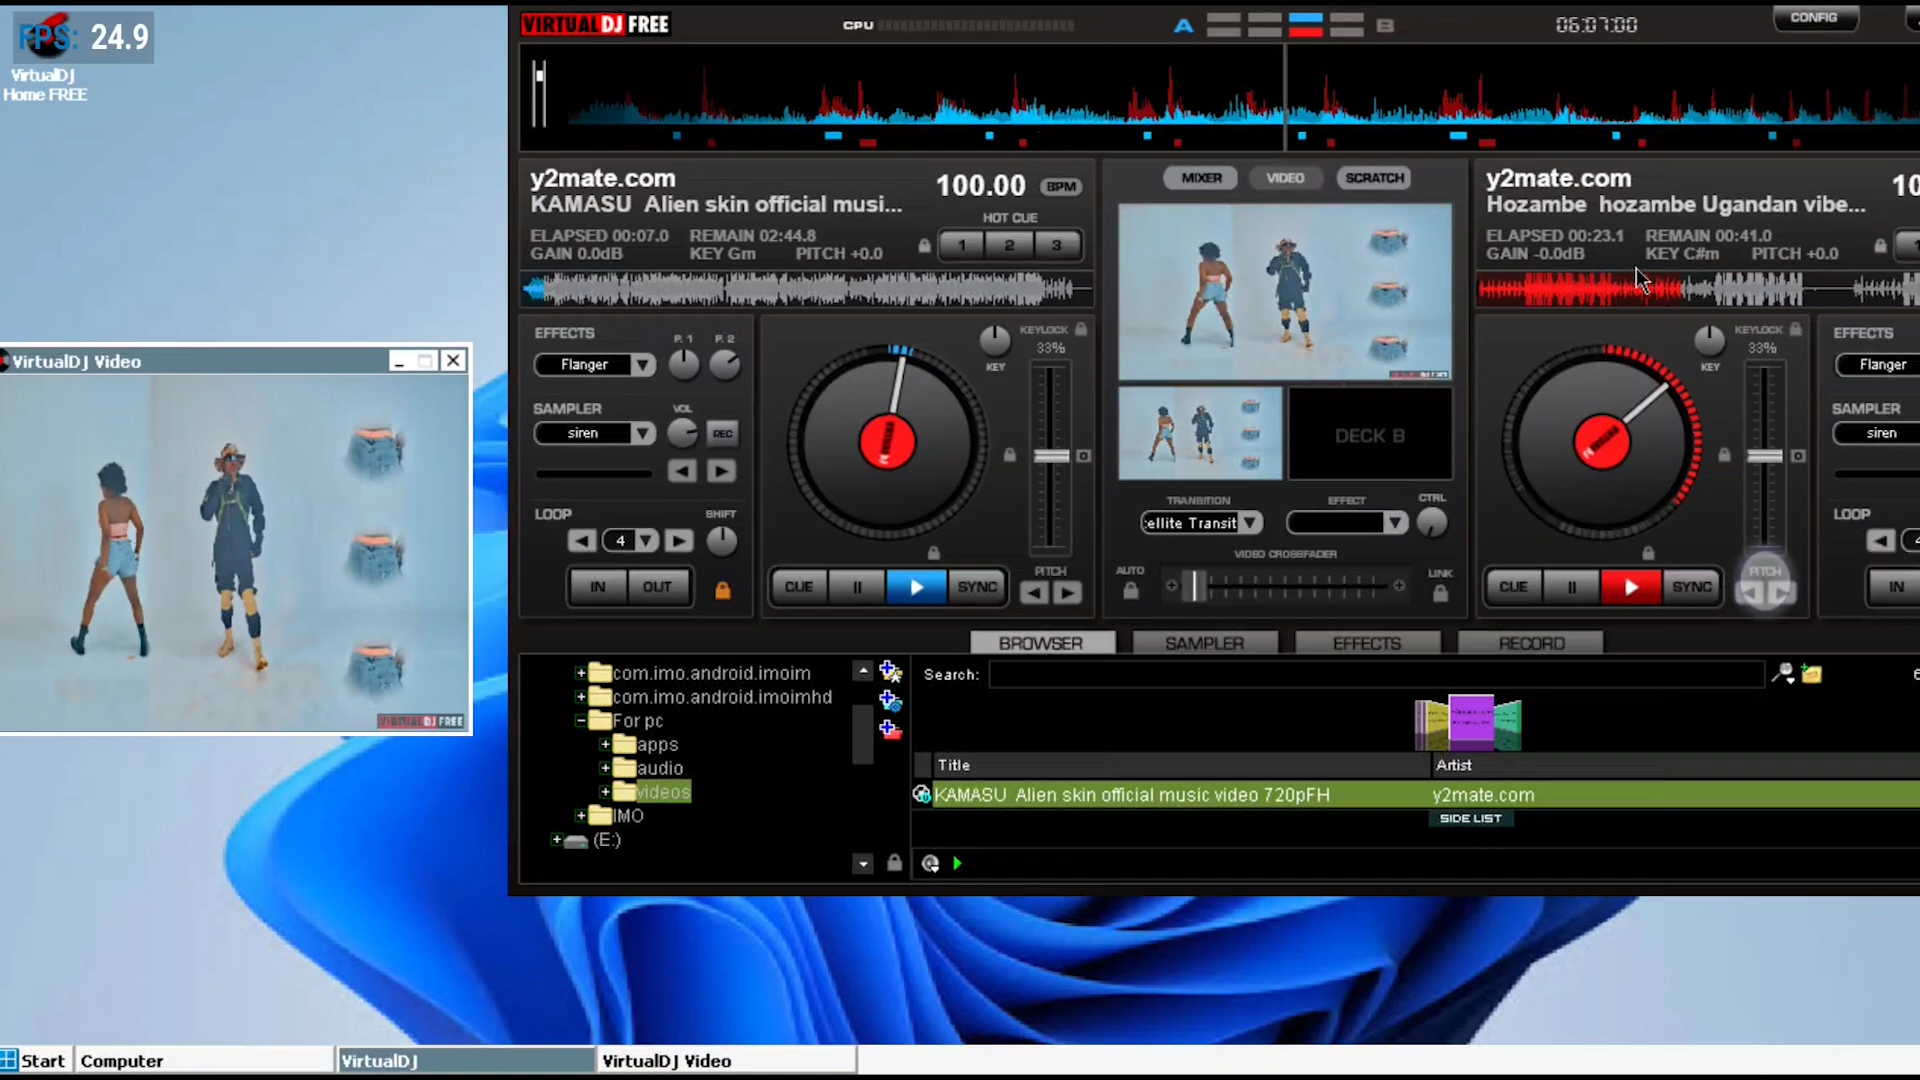 FPS: 24.9
VirtualDJ
Home FREE
VIRTUAL DJ FREE
CPU
A
B
06:07:00
CONFIG
y2mate.com
KAMASU Alien skin official musi...
100.00 BPM
HOT CUE
ELAPSED 00:07.0 REMAIN 02:44.8
GAIN 0.0dB KEY Gm PITCH +0.0
1 2 3
MIXER VIDEO SCRATCH
y2mate.com
Hozambe hozambe Ugandan vibe...
10
ELAPSED 00:23.1 REMAIN 00:41.0
GAIN -0.0dB KEY C#m PITCH +0.0
EFFECTS P. 1 P. 2
Flanger
SAMPLER VOL
siren REC
LOOP SHIFT
4
IN OUT
KEYLOCK
33%
KEY
CUE SYNC
PITCH
DECK B
TRANSITION EFFECT CTRL
ellite Transit
VIDEO CROSSFADER
AUTO LINK
KEYLOCK
33%
KEY
CUE SYNC
PITCH
EFFECTS
Flanger
SAMPLER
siren
LOOP
IN
VirtualDJ Video
VIRTUAL DJ FREE
BROWSER SAMPLER EFFECTS RECORD
com.imo.android.imoim
com.imo.android.imoimhd
For pc
apps
audio
videos
IMO
(E:)
Search:
Title Artist
KAMASU Alien skin official music video 720pFH y2mate.com
SIDE LIST
Start Computer VirtualDJ VirtualDJ Video